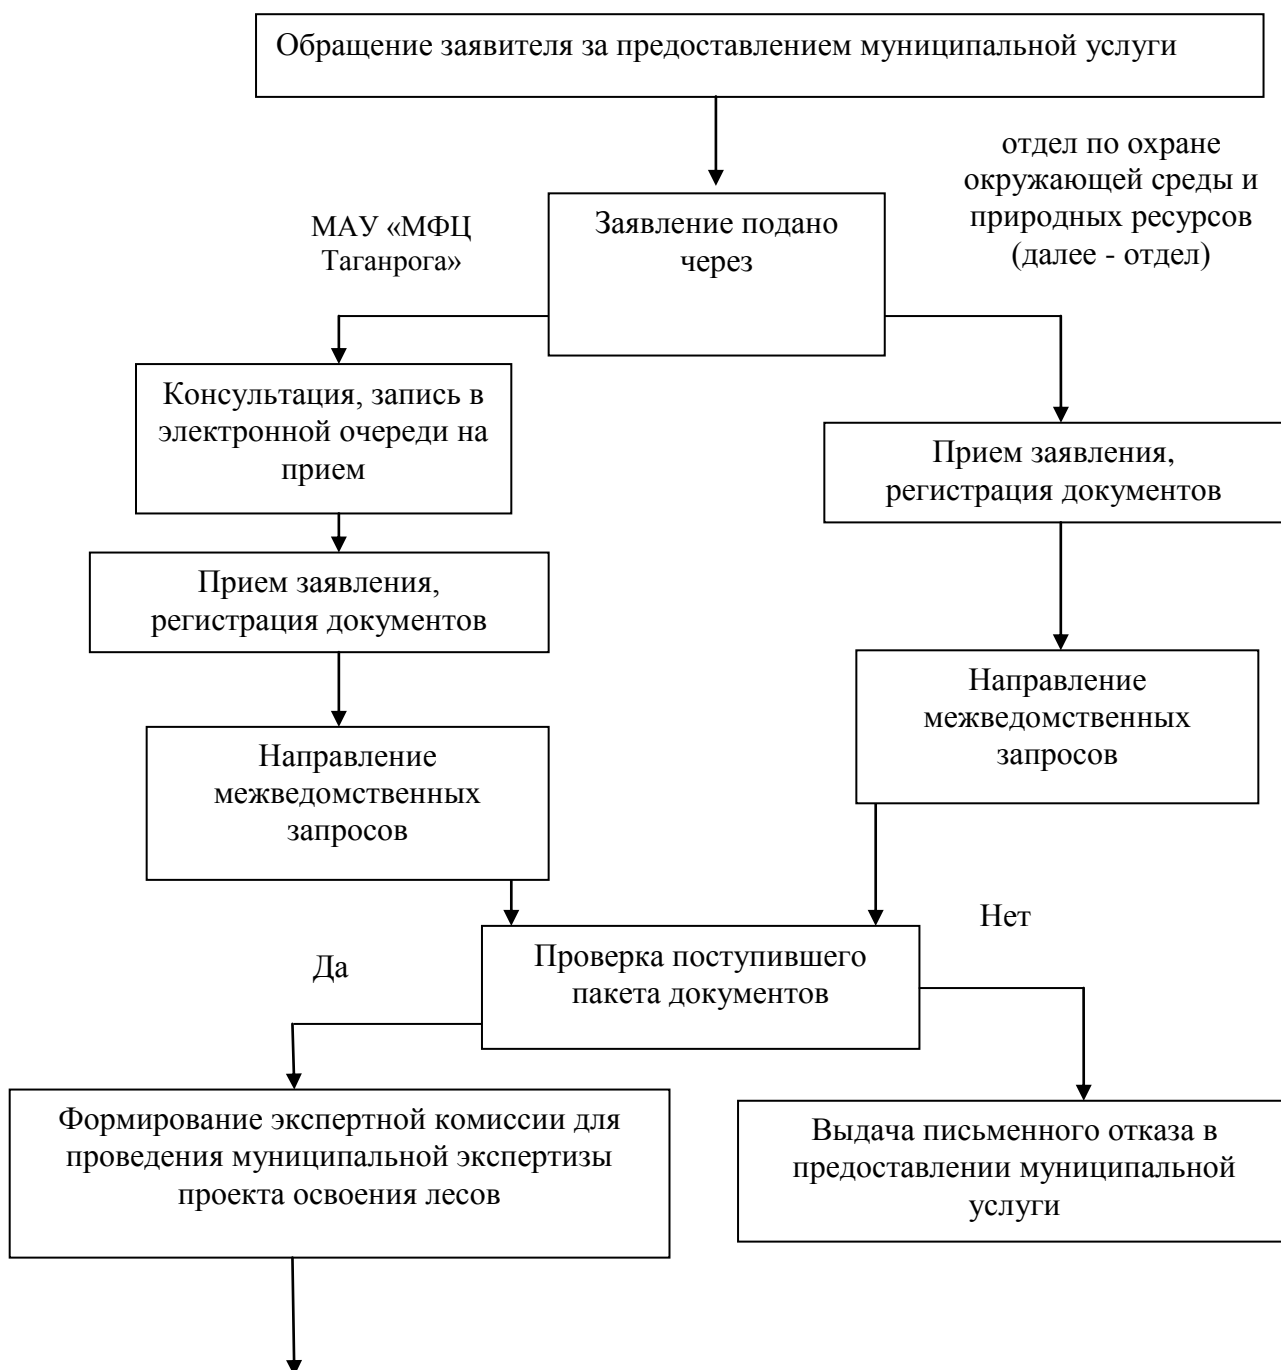 Обращение заявителя за предоставлением муниципальной услуги
отдел по охране
окружающей среды и
природных ресурсов
(далее - отдел)
МАУ «МФЦ
Таганрога»
Заявление подано
через
Консультация, запись в
электронной очереди на
прием
Прием заявления,
регистрация документов
Прием заявления,
регистрация документов
Направление
межведомственных
запросов
Направление
межведомственных
запросов
Нет
Да
Проверка поступившего
пакета документов
Формирование экспертной комиссии для
проведения муниципальной экспертизы
проекта освоения лесов
Выдача письменного отказа в
предоставлении муниципальной
услуги